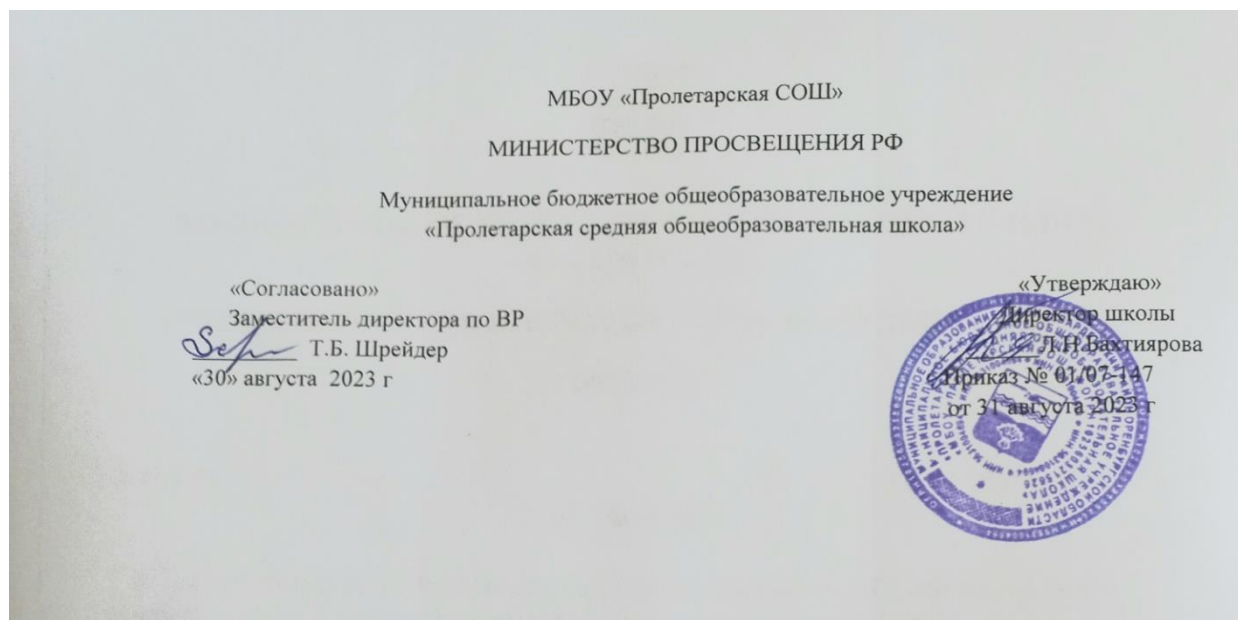 МБОУ «Пролетарская СОШ»
МИНИСТЕРСТВО ПРОСВЕЩЕНИЯ РФ
Муниципальное бюджетное общеобразовательное учреждение
«Пролетарская средняя общеобразовательная школа»
«Согласовано»
Заместитель директора по ВР
Т.Б. Шрейдер
«30» августа 2023 г
«Утверждаю»
Директор школы
Л.Н.Бахтиярова
Приказ № 01/07-147
от 31 августа 2023 г